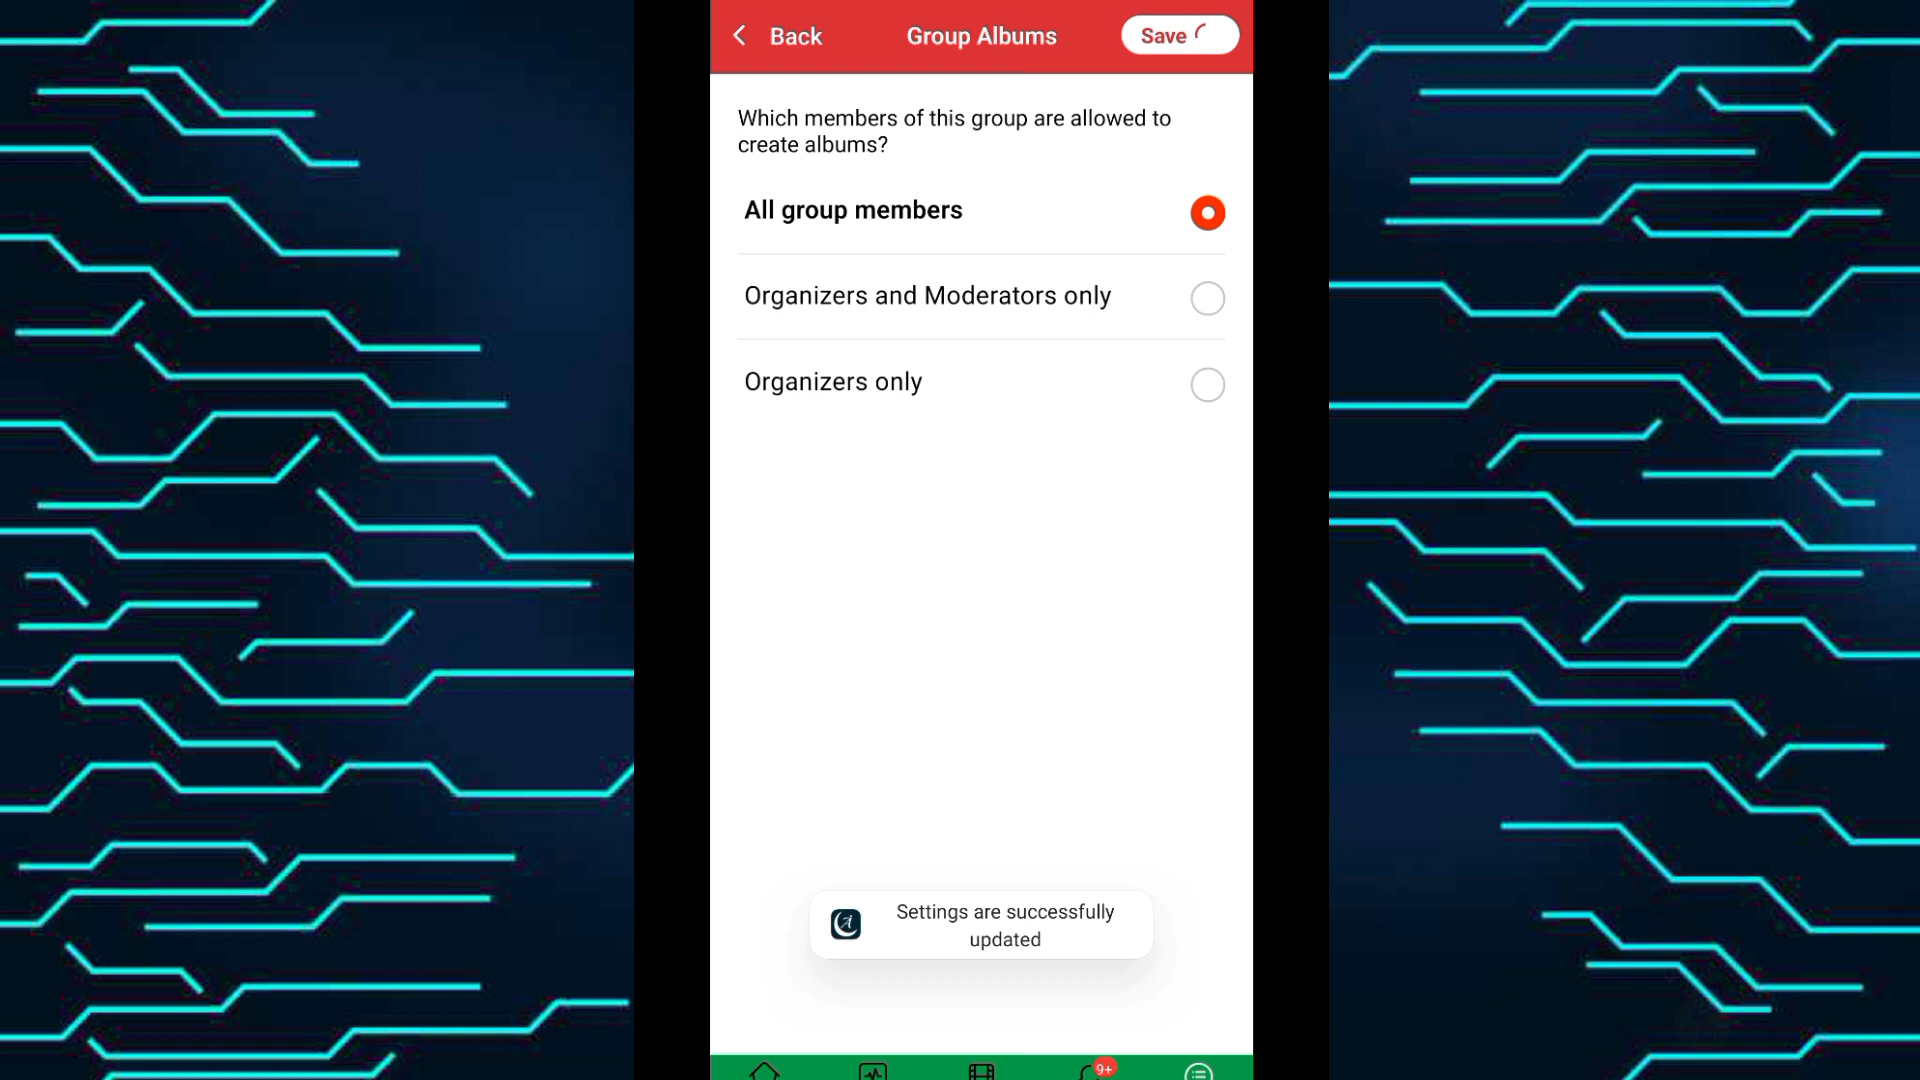 Back
Group Albums
Save
Which members of this group are allowed to
create albums?
All group members
Organizers and Moderators only
Organizers only
Settings are successfully
updated
9+